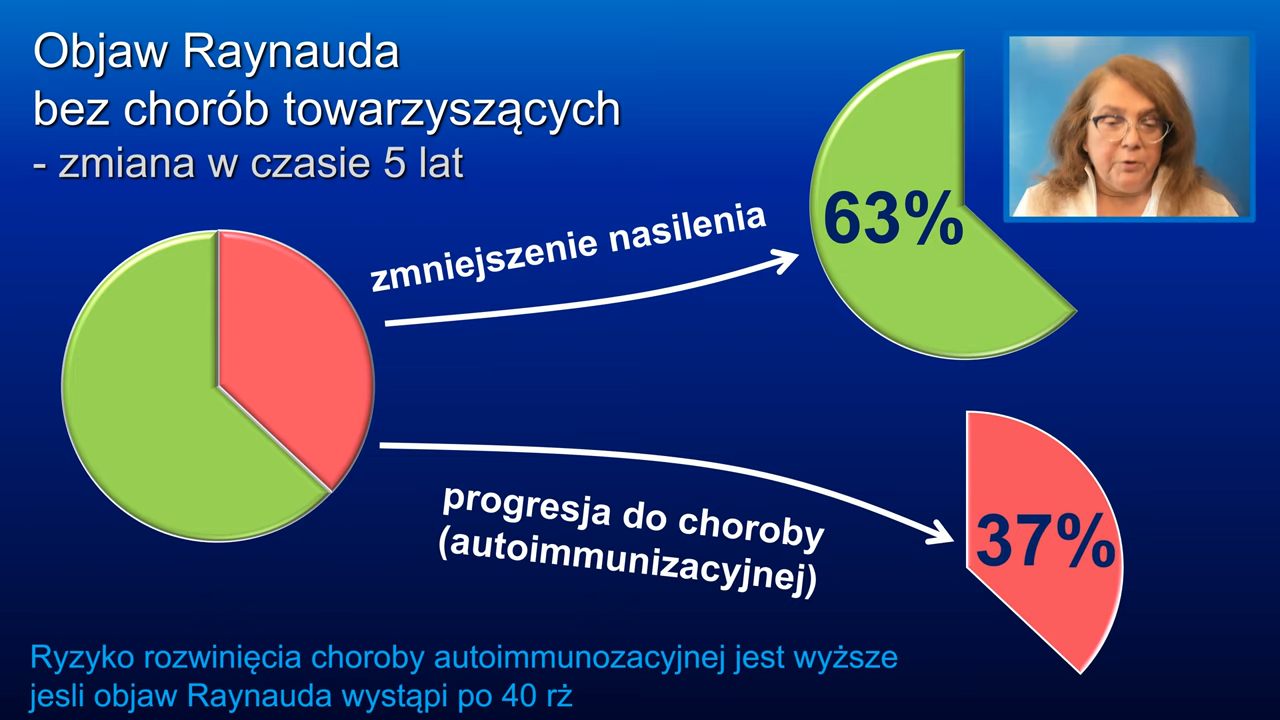 Objaw Raynauda
bez chorób towarzyszących
- zmiana w czasie 5 lat
zmniejszenie nasilenia
63%
progresja do choroby
(autoimmunizacyjnej)
37%
Ryzyko rozwinięcia choroby autoimmunozacyjnej jest wyższe
jesli objaw Raynauda wystąpi po 40 rż